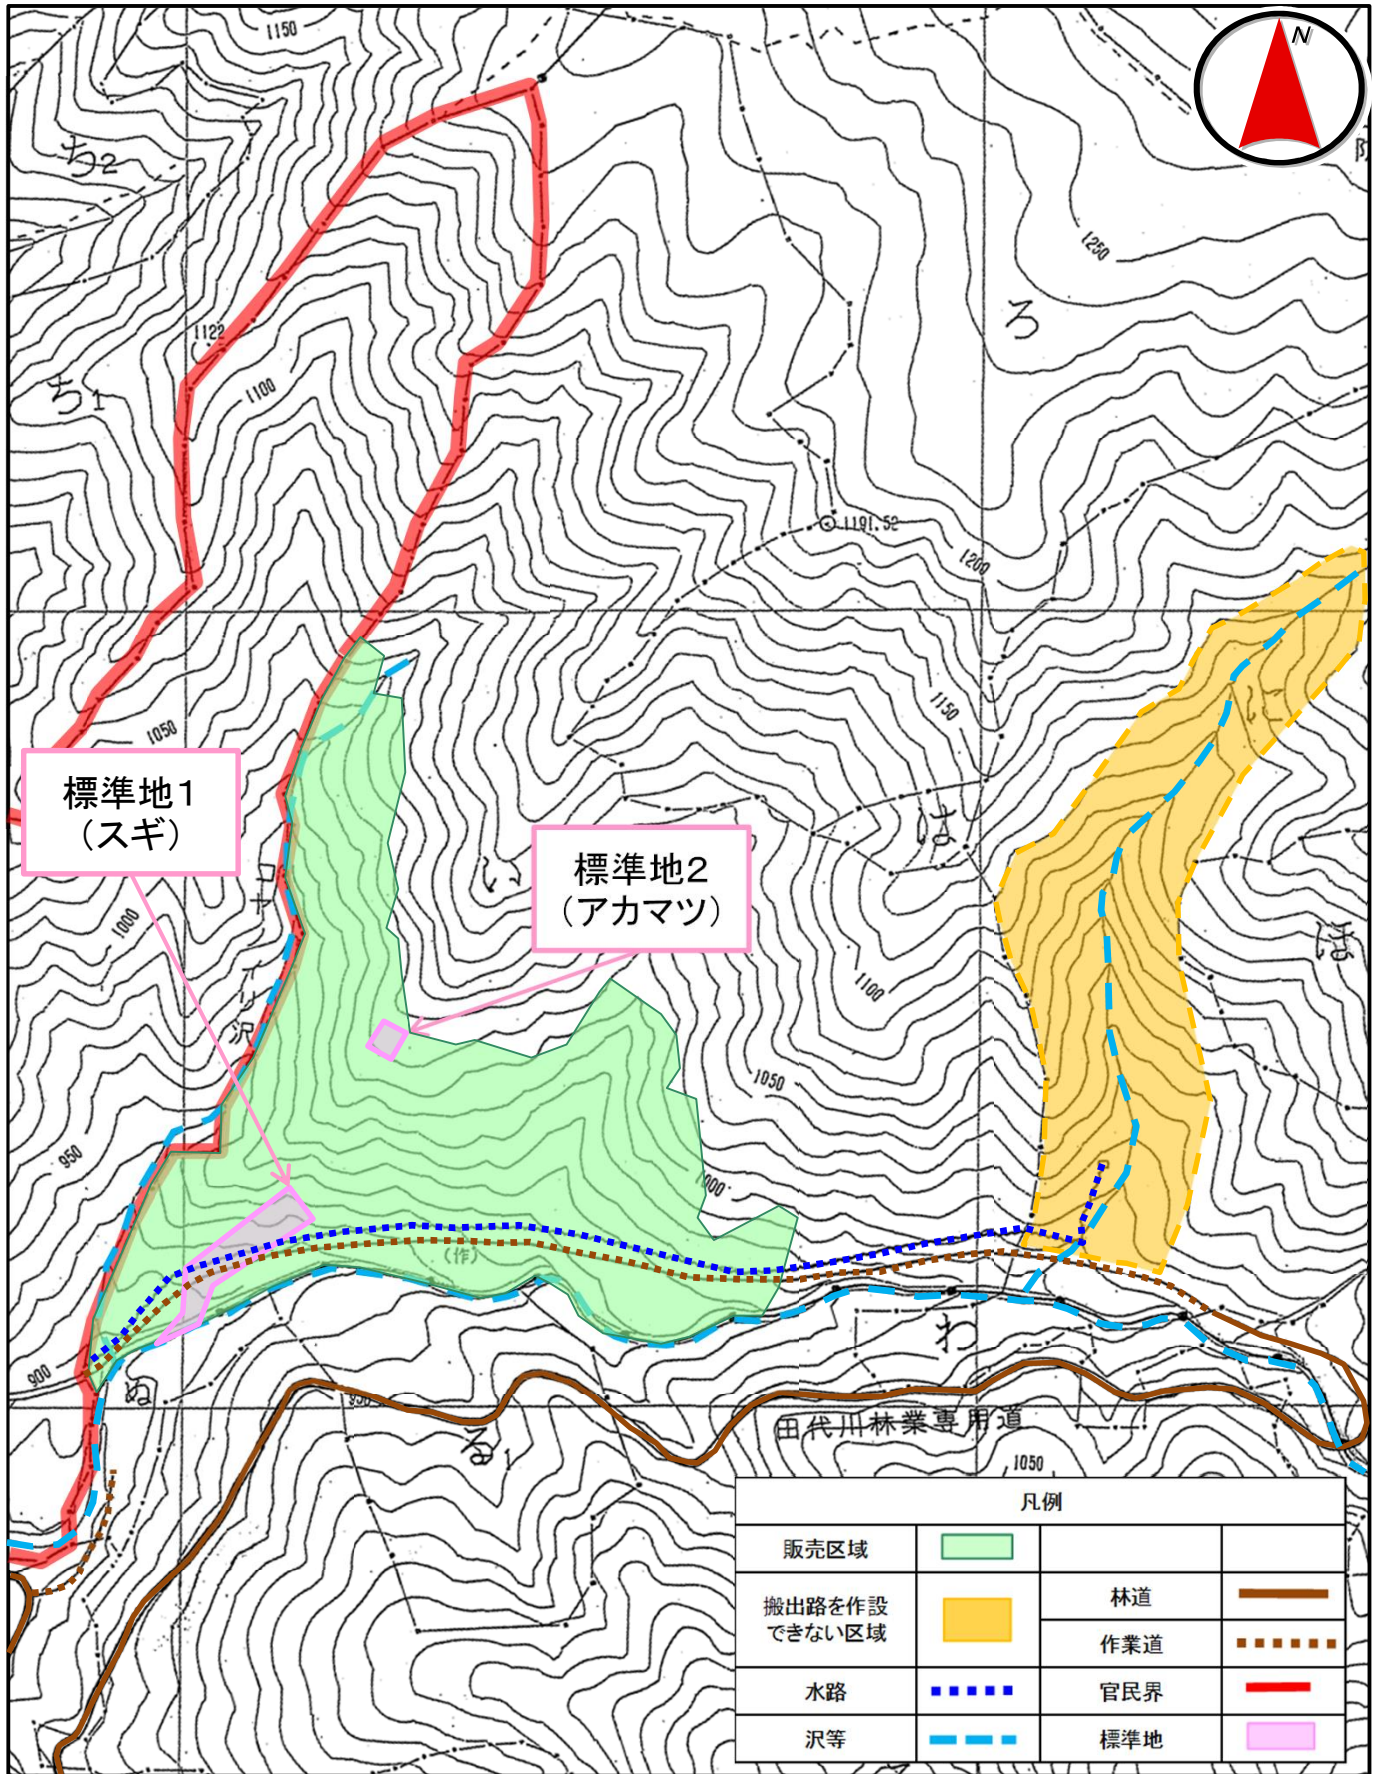 N
1150
ち2
1250
ろ
1122
ち1
1100
1191.52
1200
1050
1150
標準地1
（スギ）
は
い
標準地2
（アカマツ）
に
ほ
1000
沢
1100
1050
950
1000
(作)
わ
900
ぬ
950
る1
田代川林業専用道
1050
凡例
販売区域
搬出路を作設
できない区域
林道
作業道
水路
官民界
沢等
標準地